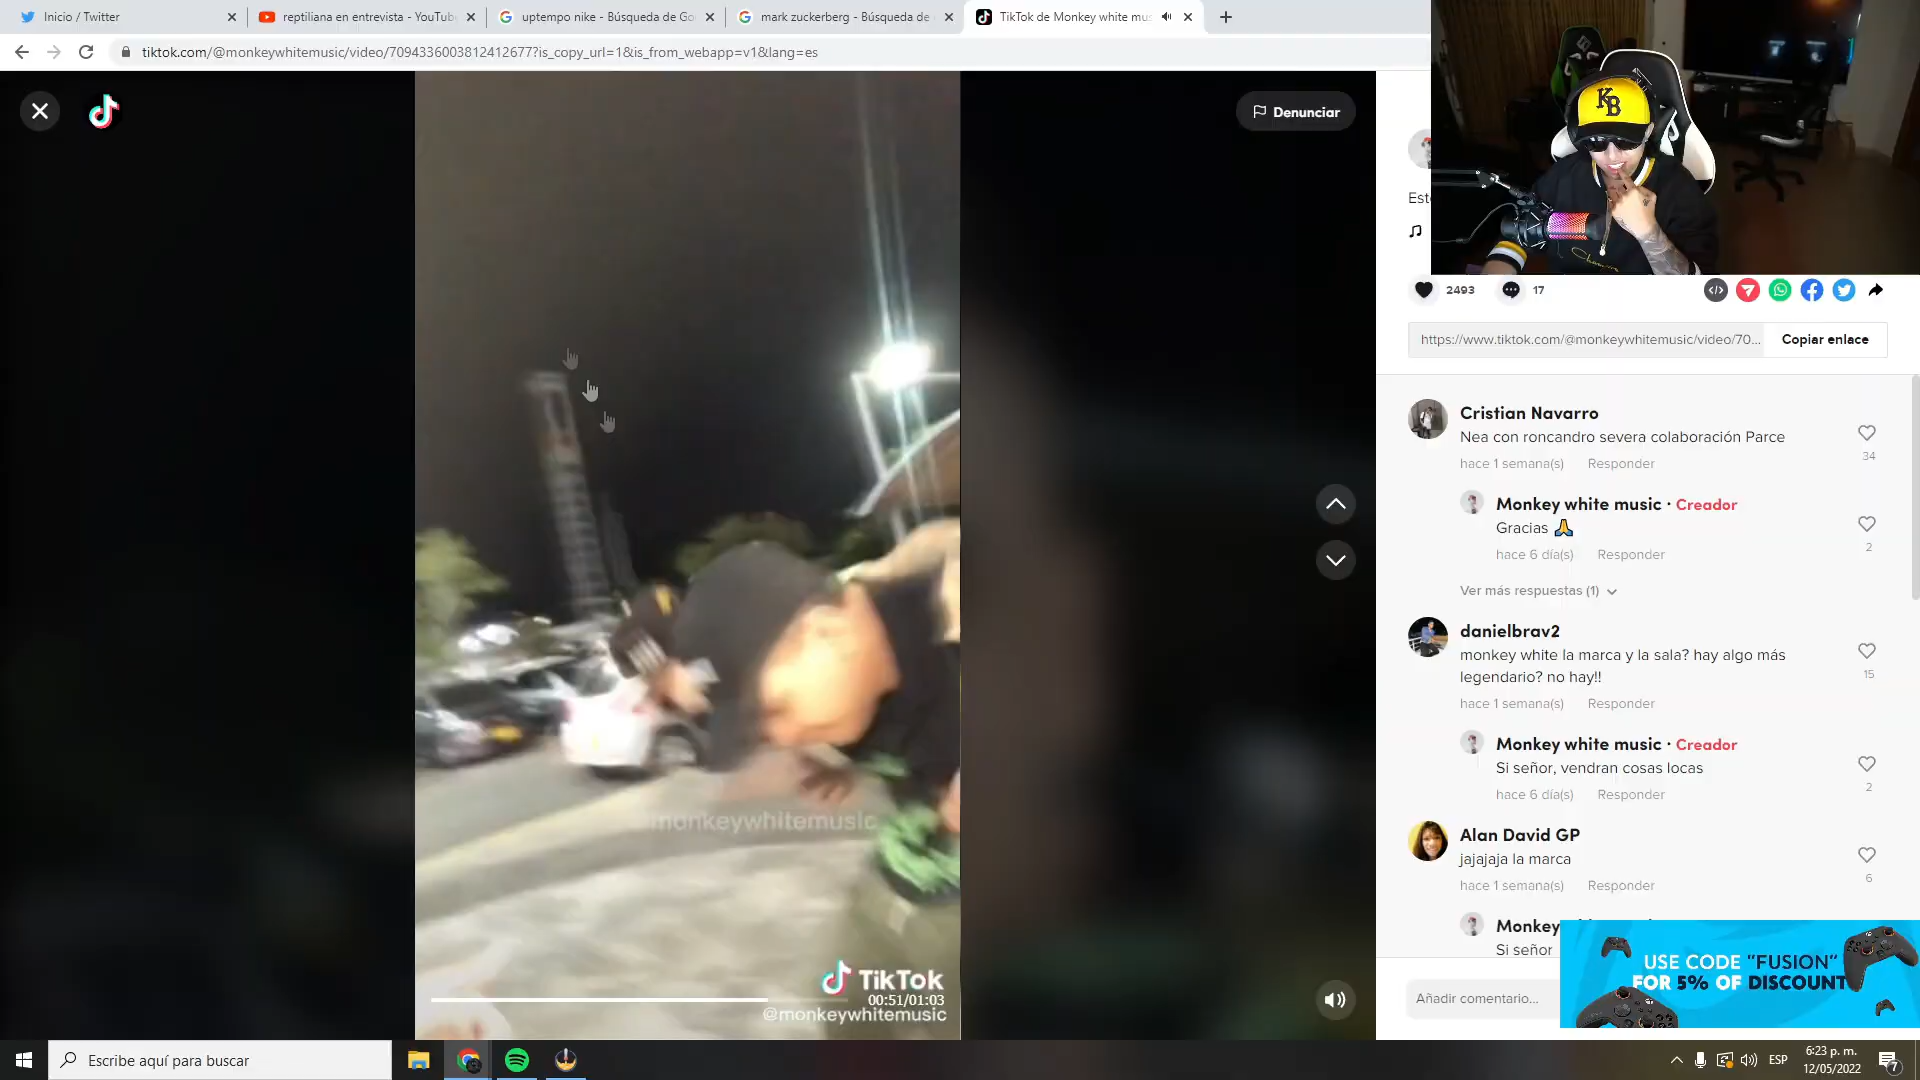 Inicio / Twitter
reptiliana en entrevista - YouTub
uptempo nike - Búsqueda de Go
mark zuckerberg - Búsqueda de
TikTok de Monkey white mus
tiktok.com/@monkeywhitemusic/video/7094336003812412677?is_copy_url=1&is_from_webapp=v1&lang=es
Denunciar
KB
Est
2493
17
https://www.tiktok.com/@monkeywhitemusic/video/70...
Copiar enlace
Cristian Navarro
Nea con roncandro severa colaboración Parce
34
hace 1 semana(s)
Responder
Monkey white music · Creador
Gracias 🙏
2
hace 6 día(s)
Responder
Ver más respuestas (1)
danielbrav2
monkey white la marca y la sala? hay algo más
legendario? no hay!!
15
hace 1 semana(s)
Responder
Monkey white music · Creador
Si señor, vendran cosas locas
2
hace 6 día(s)
Responder
Alan David GP
jajajaja la marca
6
hace 1 semana(s)
Responder
Monkey
Si señor
monkeywhitemusic
TikTok
00:51/01:03
@monkeywhitemusic
Añadir comentario...
USE CODE "FUSION"
FOR 5% OF DISCOUNT
Escribe aquí para buscar
ESP
6:23 p. m.
12/05/2022
7